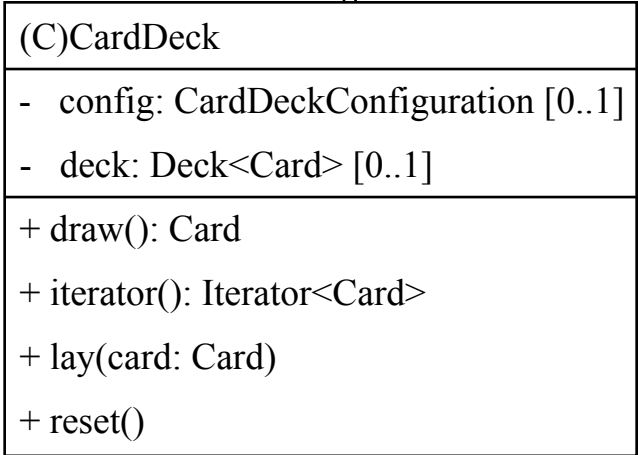 (C)CardDeck
- config: CardDeckConfiguration [0..1]
- deck: Deck<Card> [0..1]
+ draw(): Card
+ iterator(): Iterator<Card>
+ lay(card: Card)
+ reset()